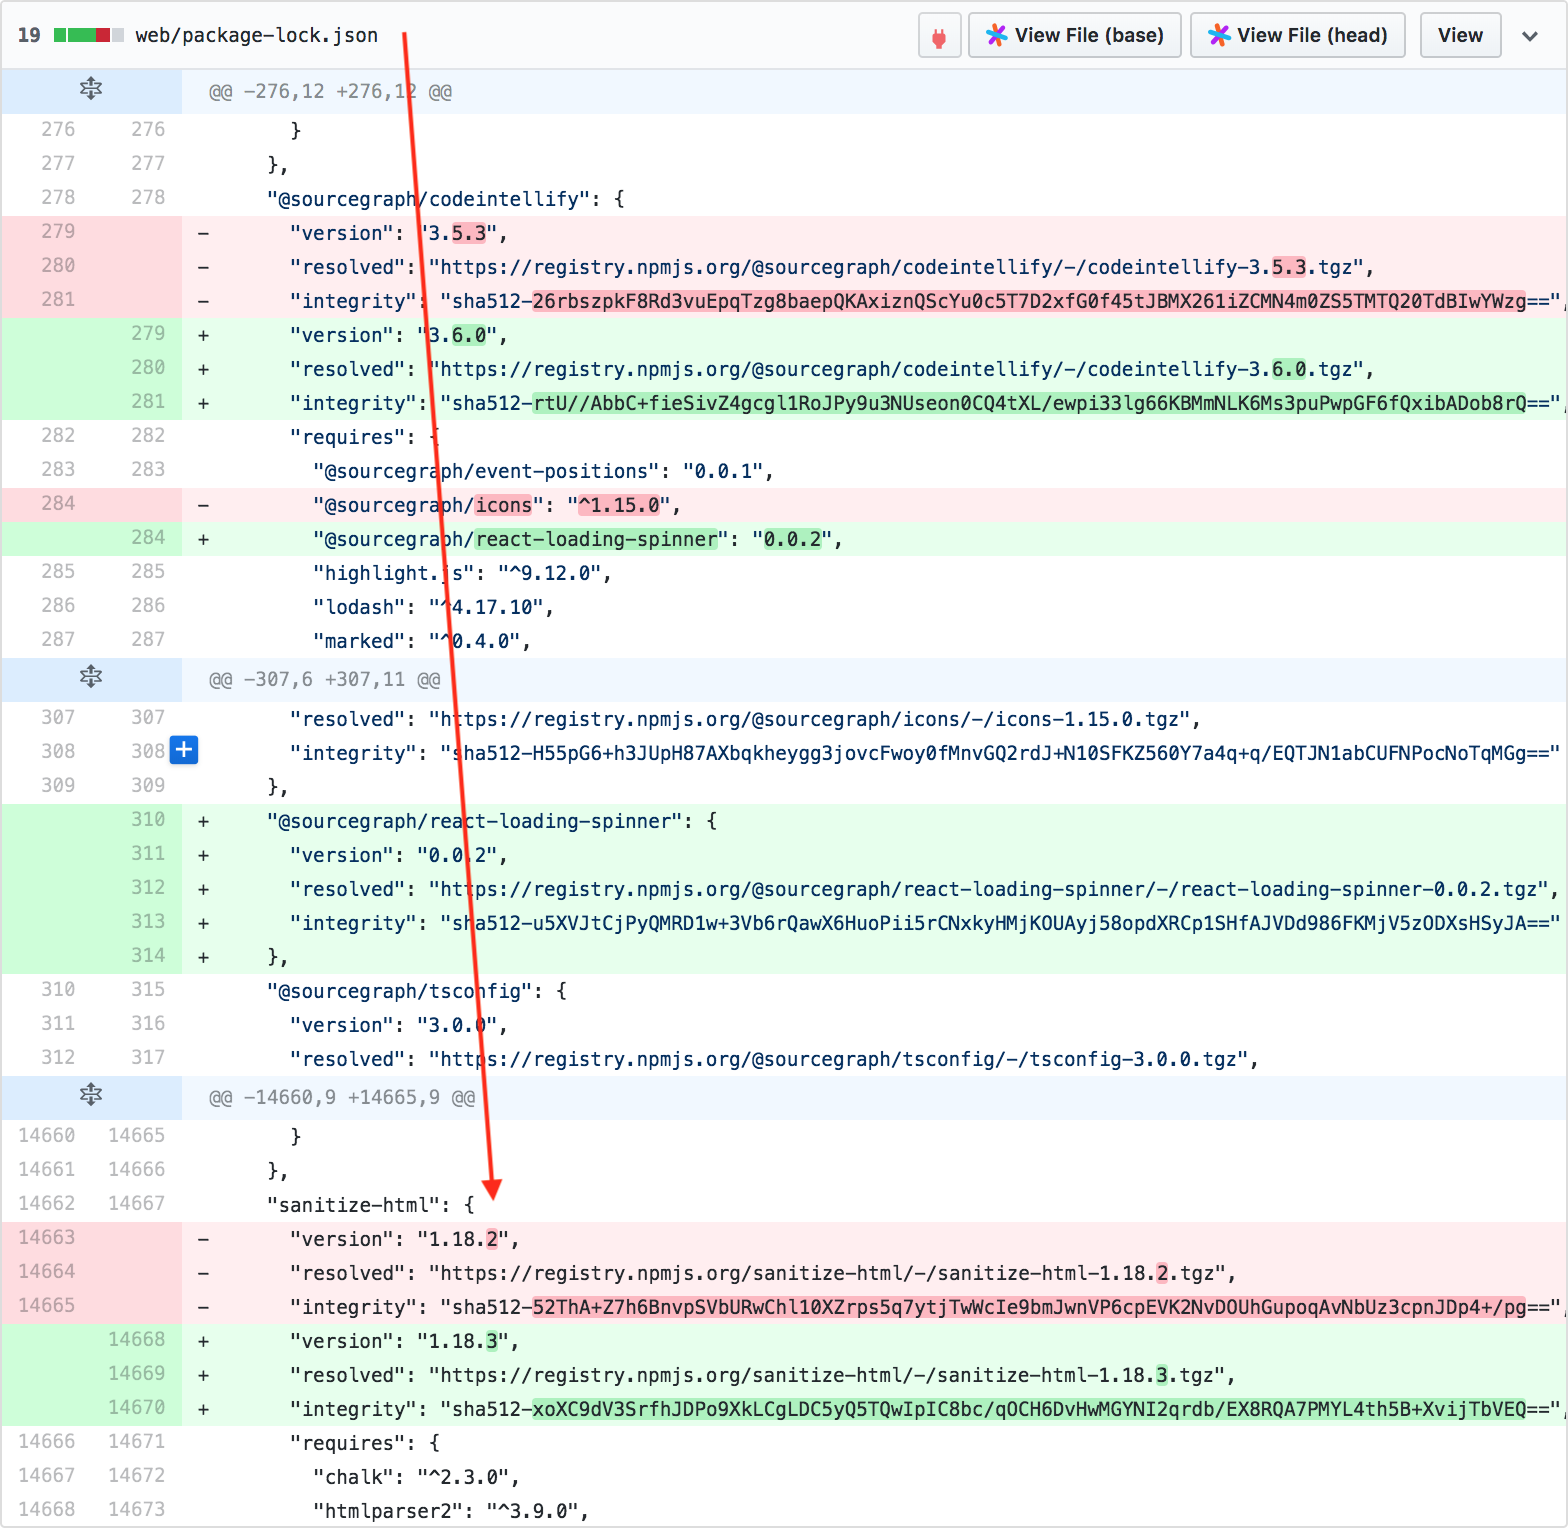 19 web/package-lock.json View File (base) View File (head) View
@@ -276,12 +276,12 @@
276 276 }
277 277 },
278 278 "@sourcegraph/codeintellify": {
279 - "version": "3.5.3",
280 - "resolved": "https://registry.npmjs.org/@sourcegraph/codeintellify/-/codeintellify-3.5.3.tgz",
281 - "integrity": "sha512-26rbszpkF8Rd3vuEpqTzg8baepQKAxiznQScYu0c5T7D2xfG0f45tJBMX261iZCMN4m0ZS5TMTQ20TdBIwYWzg==",
279 + "version": "3.6.0",
280 + "resolved": "https://registry.npmjs.org/@sourcegraph/codeintellify/-/codeintellify-3.6.0.tgz",
281 + "integrity": "sha512-rtU//AbbC+fieSivZ4gcgl1RoJPy9u3NUseon0CQ4tXL/ewpi33lg66KBMmNLK6Ms3puPwpGF6fQxibADob8rQ==",
282 282 "requires": {
283 283 "@sourcegraph/event-positions": "0.0.1",
284 - "@sourcegraph/icons": "^1.15.0",
284 + "@sourcegraph/react-loading-spinner": "0.0.2",
285 285 "highlight.js": "^9.12.0",
286 286 "lodash": "^4.17.10",
287 287 "marked": "^0.4.0",
@@ -307,6 +307,11 @@
307 307 "resolved": "https://registry.npmjs.org/@sourcegraph/icons/-/icons-1.15.0.tgz",
308 308 "integrity": "sha512-H55pG6+h3JUpH87AXbqkheygg3jovcFwoy0fMnvGQ2rdJ+N10SFKZ560Y7a4q+q/EQTJN1abCUFNPocNoTqMGg=="
309 309 },
310 + "@sourcegraph/react-loading-spinner": {
311 + "version": "0.0.2",
312 + "resolved": "https://registry.npmjs.org/@sourcegraph/react-loading-spinner/-/react-loading-spinner-0.0.2.tgz",
313 + "integrity": "sha512-u5XVJtCjPyQMRD1w+3Vb6rQawX6HuoPii5rCNxkyHMjKOUAyj58opdXRCp1SHfAJVDd986FKMjV5zODXsHSyJA=="
314 + },
310 315 "@sourcegraph/tsconfig": {
311 316 "version": "3.0.0",
312 317 "resolved": "https://registry.npmjs.org/@sourcegraph/tsconfig/-/tsconfig-3.0.0.tgz",
@@ -14660,9 +14665,9 @@
14660 14665 }
14661 14666 },
14662 14667 "sanitize-html": {
14663 - "version": "1.18.2",
14664 - "resolved": "https://registry.npmjs.org/sanitize-html/-/sanitize-html-1.18.2.tgz",
14665 - "integrity": "sha512-52ThA+Z7h6BnvpSVbURwChl10XZrps5q7ytjTwWcIe9bmJwnVP6cpEVK2NvDOUhGupoqAvNbUz3cpnJDp4+/pg==",
14668 + "version": "1.18.3",
14669 + "resolved": "https://registry.npmjs.org/sanitize-html/-/sanitize-html-1.18.3.tgz",
14670 + "integrity": "sha512-xoXC9dV3SrfhJDPo9XkLCgLDC5yQ5TQwIpIC8bc/qOCH6DvHwMGYNI2qrdb/EX8RQA7PMYL4th5B+XvijTbVEQ==",
14666 14671 "requires": {
14667 14672 "chalk": "^2.3.0",
14668 14673 "htmlparser2": "^3.9.0",